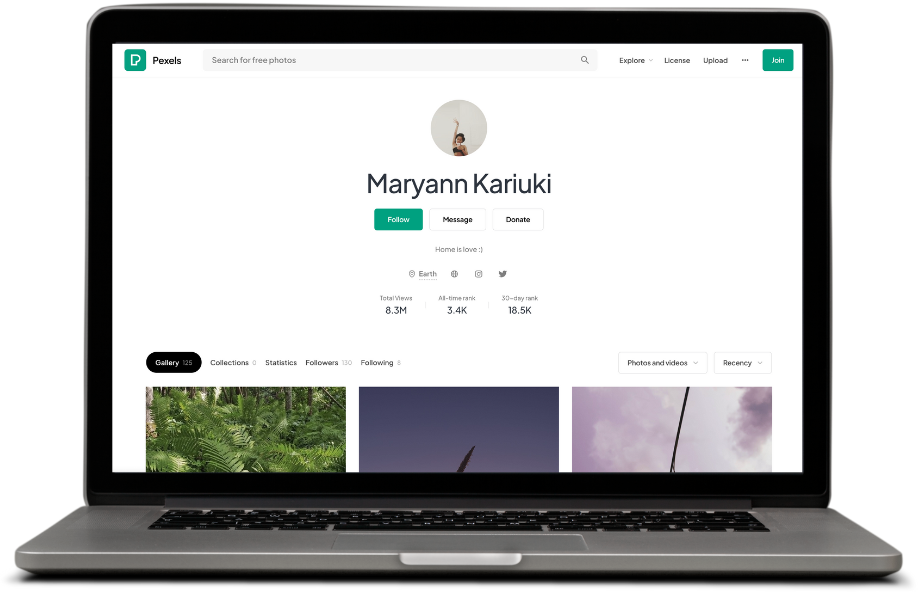 Pexels Search for free photos Explore License Upload ••• Join
Maryann Kariuki
Follow Message Donate
Home is love :)
Earth
Total Views All-time rank 30-day rank
8.3M 3.4K 18.5K
Gallery 125 Collections 0 Statistics Followers 130 Following 8 Photos and videos Recency